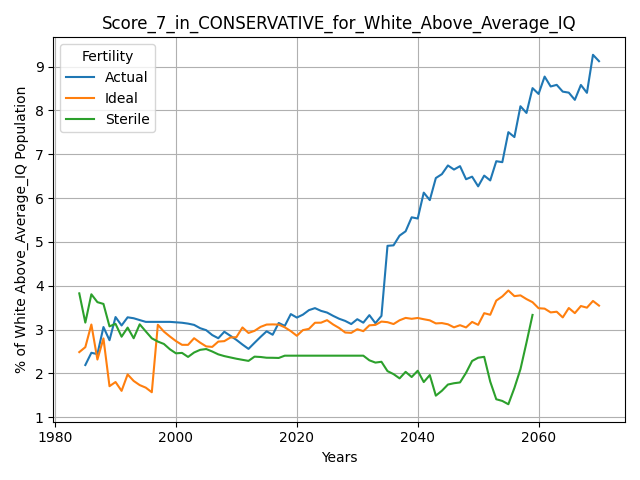 Score_7_in_CONSERVATIVE_for_White_Above_Average_IQ
% of White Above_Average_IQ Population
9
8
7
6
5
4
3
2
1
Fertility
Actual
Ideal
Sterile
1980
2000
2020
2040
2060
Years